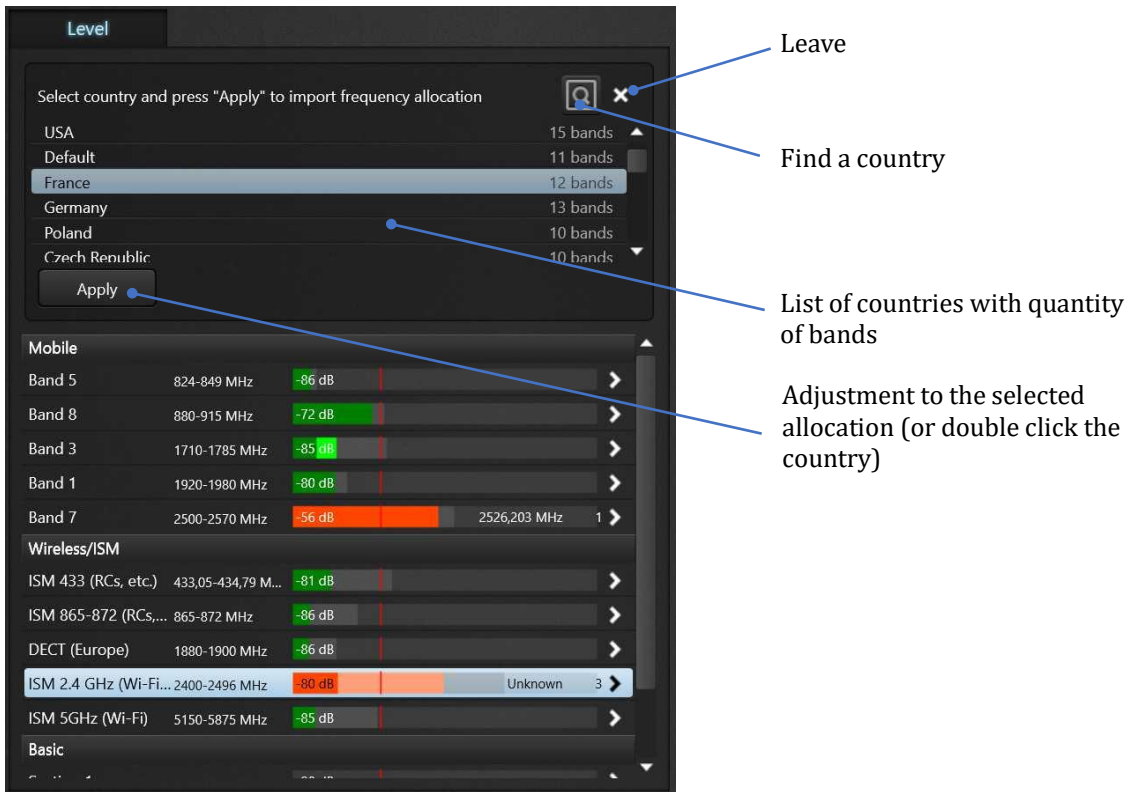 Level
Leave
Select country and press "Apply" to import frequency allocation
USA 15 bands
Default 11 bands
Find a country
France 12 bands
Germany 13 bands
Poland 10 bands
Czech Republic 10 bands
Apply
List of countries with quantity
of bands
Adjustment to the selected
allocation (or double click the
country)
Mobile
Band 5 824-849 MHz -86 dB
Band 8 880-915 MHz -72 dB
Band 3 1710-1785 MHz -85 dB
Band 1 1920-1980 MHz -80 dB
Band 7 2500-2570 MHz -56 dB 2526,203 MHz 1
Wireless/ISM
ISM 433 (RCs, etc.) 433,05-434,79 M... -81 dB
ISM 865-872 (RCs,... 865-872 MHz -86 dB
DECT (Europe) 1880-1900 MHz -86 dB
ISM 2.4 GHz (Wi-Fi... 2400-2496 MHz -80 dB Unknown 3
ISM 5GHz (Wi-Fi) 5150-5875 MHz -85 dB
Basic